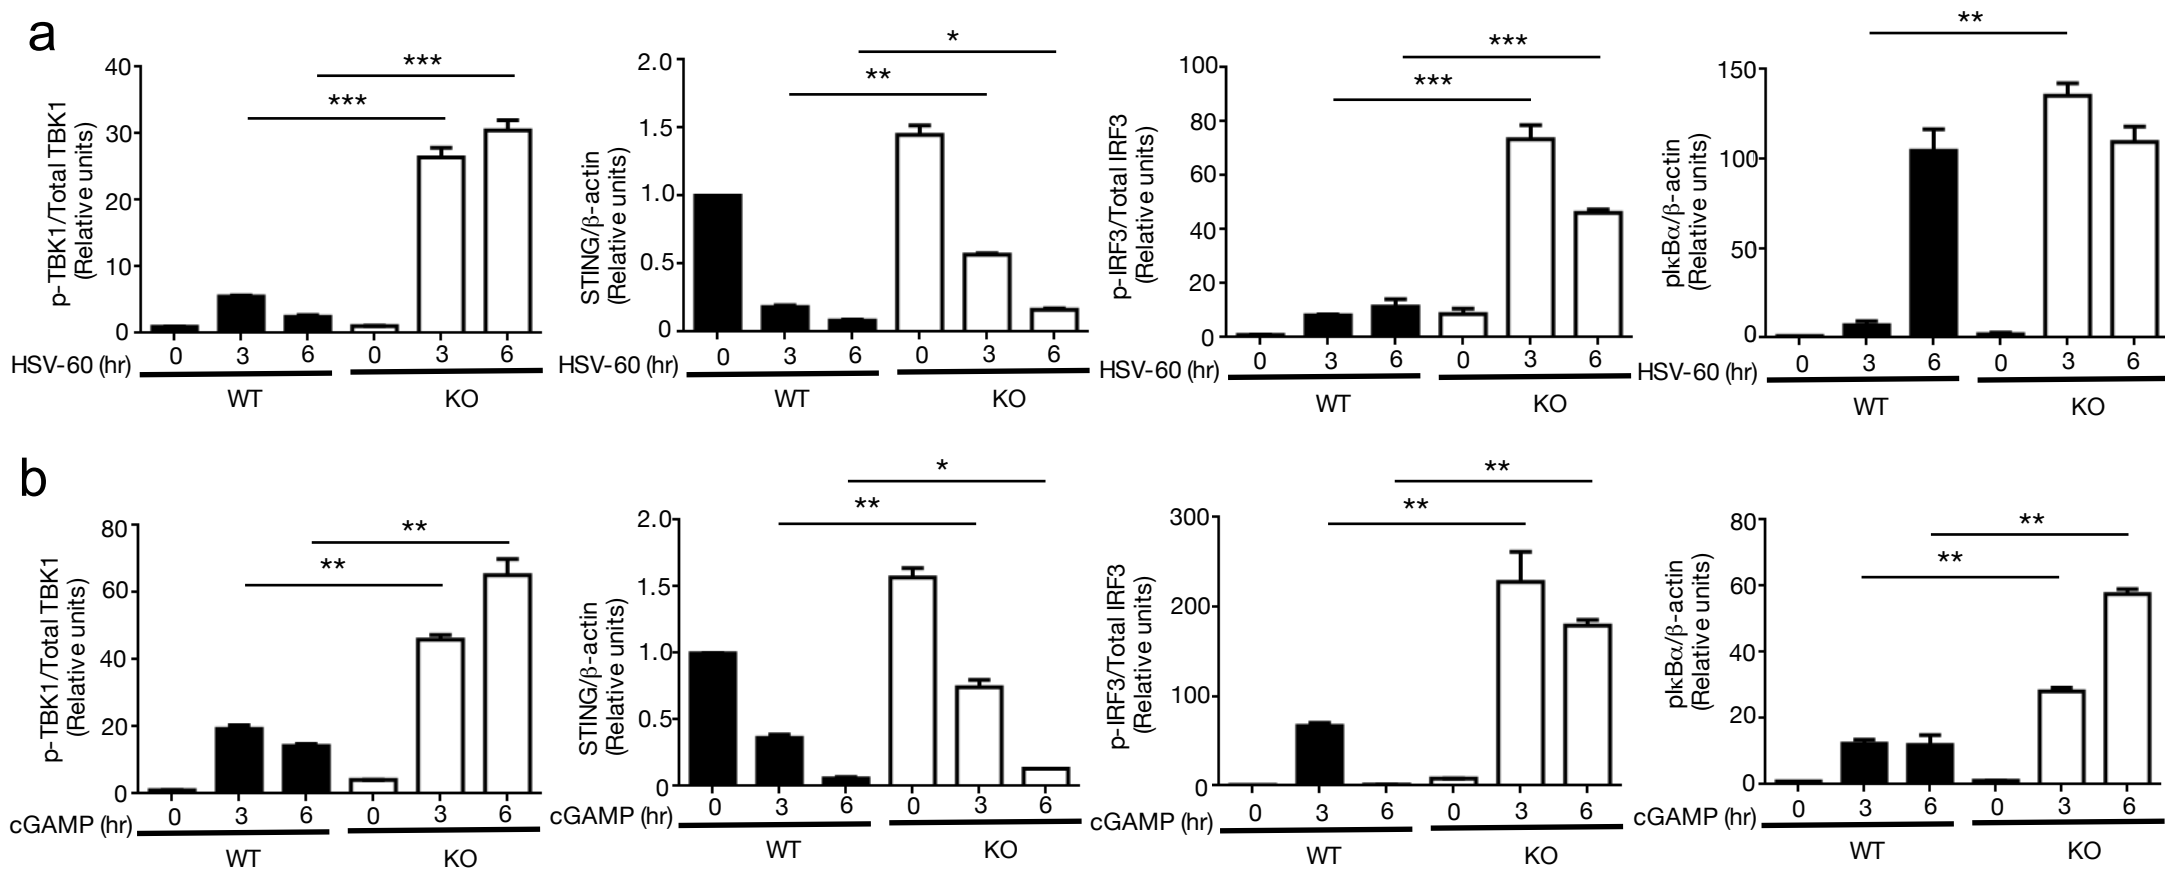 a
p-TBK1/Total TBK1
(Relative units)
40
30
20
10
0
***
***
HSV-60 (hr)
0 3 6 0 3 6
WT KO
STING/β-actin
(Relative units)
2.0
1.5
1.0
0.5
0
*
**
HSV-60 (hr)
0 3 6 0 3 6
WT KO
p-IRF3/Total IRF3
(Relative units)
100
80
60
40
20
0
***
***
HSV-60 (hr)
0 3 6 0 3 6
WT KO
pIκBα/β-actin
(Relative units)
150
100
50
0
**
HSV-60 (hr)
0 3 6 0 3 6
WT KO
b
p-TBK1/Total TBK1
(Relative units)
80
60
40
20
0
**
**
cGAMP (hr)
0 3 6 0 3 6
WT KO
STING/β-actin
(Relative units)
2.0
1.5
1.0
0.5
0
*
**
cGAMP (hr)
0 3 6 0 3 6
WT KO
p-IRF3/Total IRF3
(Relative units)
300
200
100
0
**
**
cGAMP (hr)
0 3 6 0 3 6
WT KO
pIκBα/β-actin
(Relative units)
80
60
40
20
0
**
**
cGAMP (hr)
0 3 6 0 3 6
WT KO